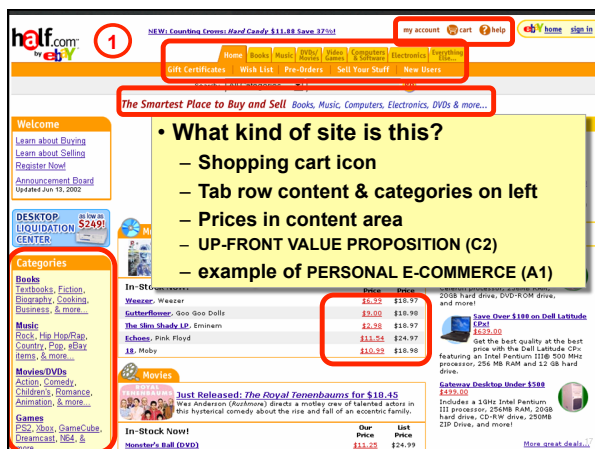 half.com
by ebY
1
NEW: Counting Crows: Hard Candy $11.88 Save 37%!
my account cart help
ebY home sign in
Home Books Music DVDs/Movies Video Games Computers & Software Electronics Everything Else...
Gift Certificates Wish List Pre-Orders Sell Your Stuff New Users
The Smartest Place to Buy and Sell Books, Music, Computers, Electronics, DVDs & more...
Welcome
Learn about Buying
Learn about Selling
Register Now!
Announcement Board
Updated Jun 13, 2002
DESKTOP LIQUIDATION CENTER as low as $249!
Categories
Books
Textbooks, Fiction,
Biography, Cooking,
Business, & more...
Music
Rock, Hip Hop/Rap,
Country, Pop, eBay
items, & more...
Movies/DVDs
Action, Comedy,
Children's, Romance,
Animation, & more...
Games
PS2, Xbox, GameCube,
Dreamcast, N64, &
• What kind of site is this?
– Shopping cart icon
– Tab row content & categories on left
– Prices in content area
– UP-FRONT VALUE PROPOSITION (C2)
– example of PERSONAL E-COMMERCE (A1)
In-Stock Now! Price Price
Weezer, Weezer $6.99 $18.97
Gutterflower, Goo Goo Dolls $9.00 $18.98
The Slim Shady LP, Eminem $2.98 $18.97
Echoes, Pink Floyd $11.54 $24.97
18, Moby $10.99 $18.98
Movies
ROYAL TENENBAUMS
Just Released: The Royal Tenenbaums for $18.45
Wes Anderson (Rushmore) directs a motley crew of talented actors in
this hysterical comedy about the rise and fall of an eccentric family.
In-Stock Now! Our Price List Price
Monster's Ball (DVD) $11.25 $24.99
20GB hard drive, DVD-ROM drive,
and more!
Save Over $100 on Dell Latitude
CPx!
$639.00
Get the best quality at the best
price with the Dell Latitude CPx
featuring an Intel Pentium III® 500 MHz
processor, 256 MB RAM and 12 GB hard
drive.
Gateway Desktop Under $500
$499.00
Includes a 1GHz Intel Pentium
III processor, 256MB RAM, 20GB
hard drive, CD-RW drive, 250MB
ZIP Drive, and more!
More great deals...